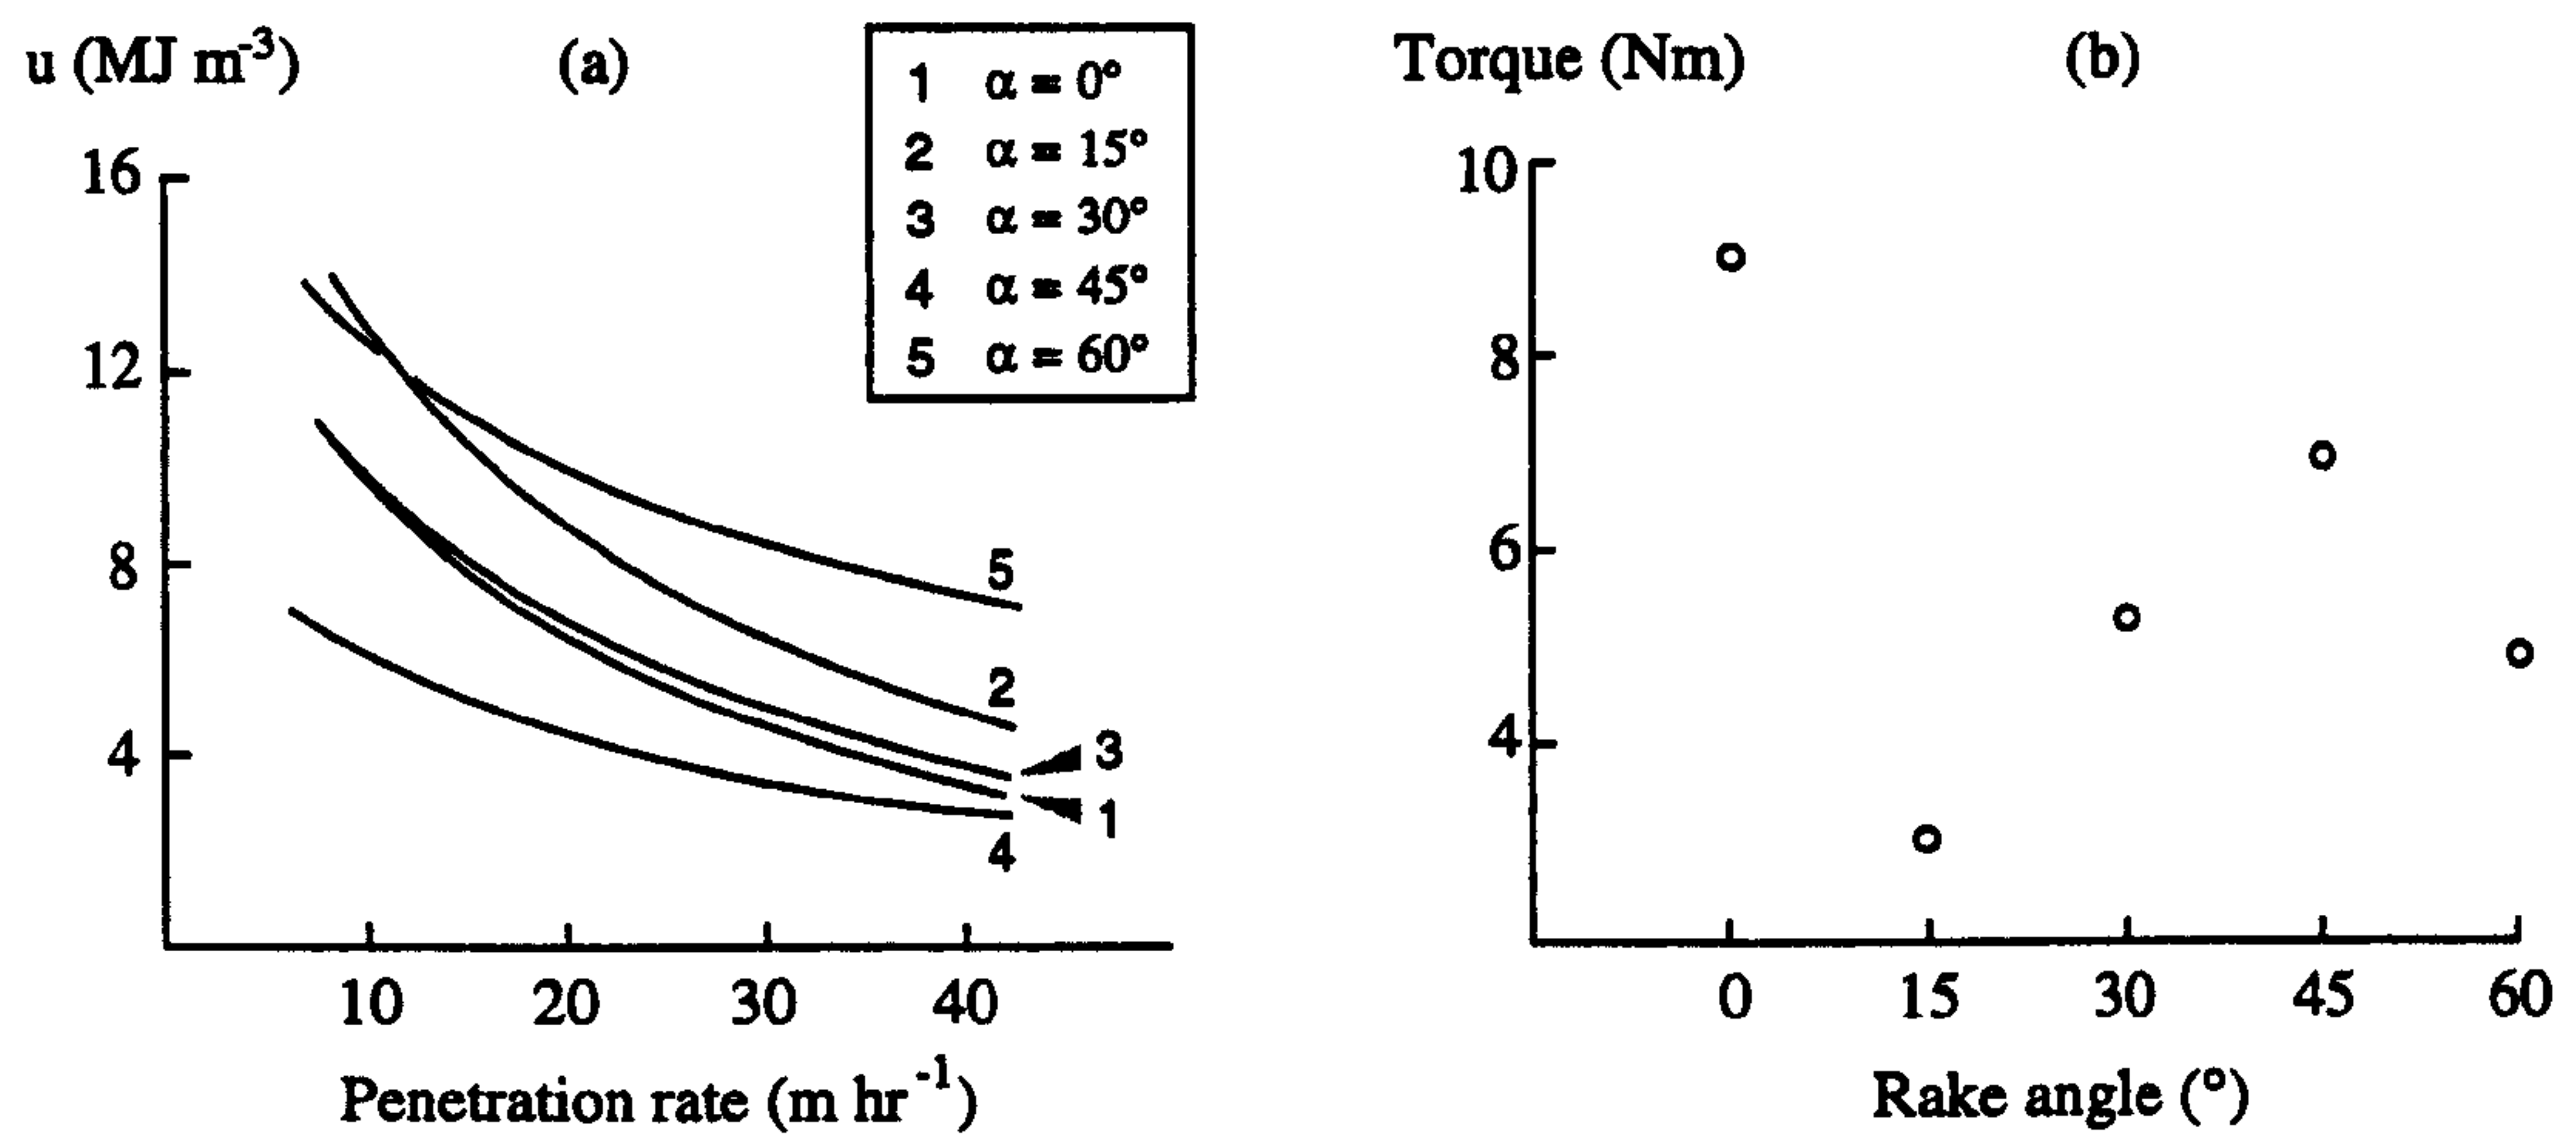 u (MJ m⁻³)
(a)
1 α = 0°
2 α = 15°
3 α = 30°
4 α = 45°
5 α = 60°
16
12
8
4
5
2
3
1
4
10 20 30 40
Penetration rate (m hr⁻¹)
Torque (Nm)
(b)
10
8
6
4
0 15 30 45 60
Rake angle (°)